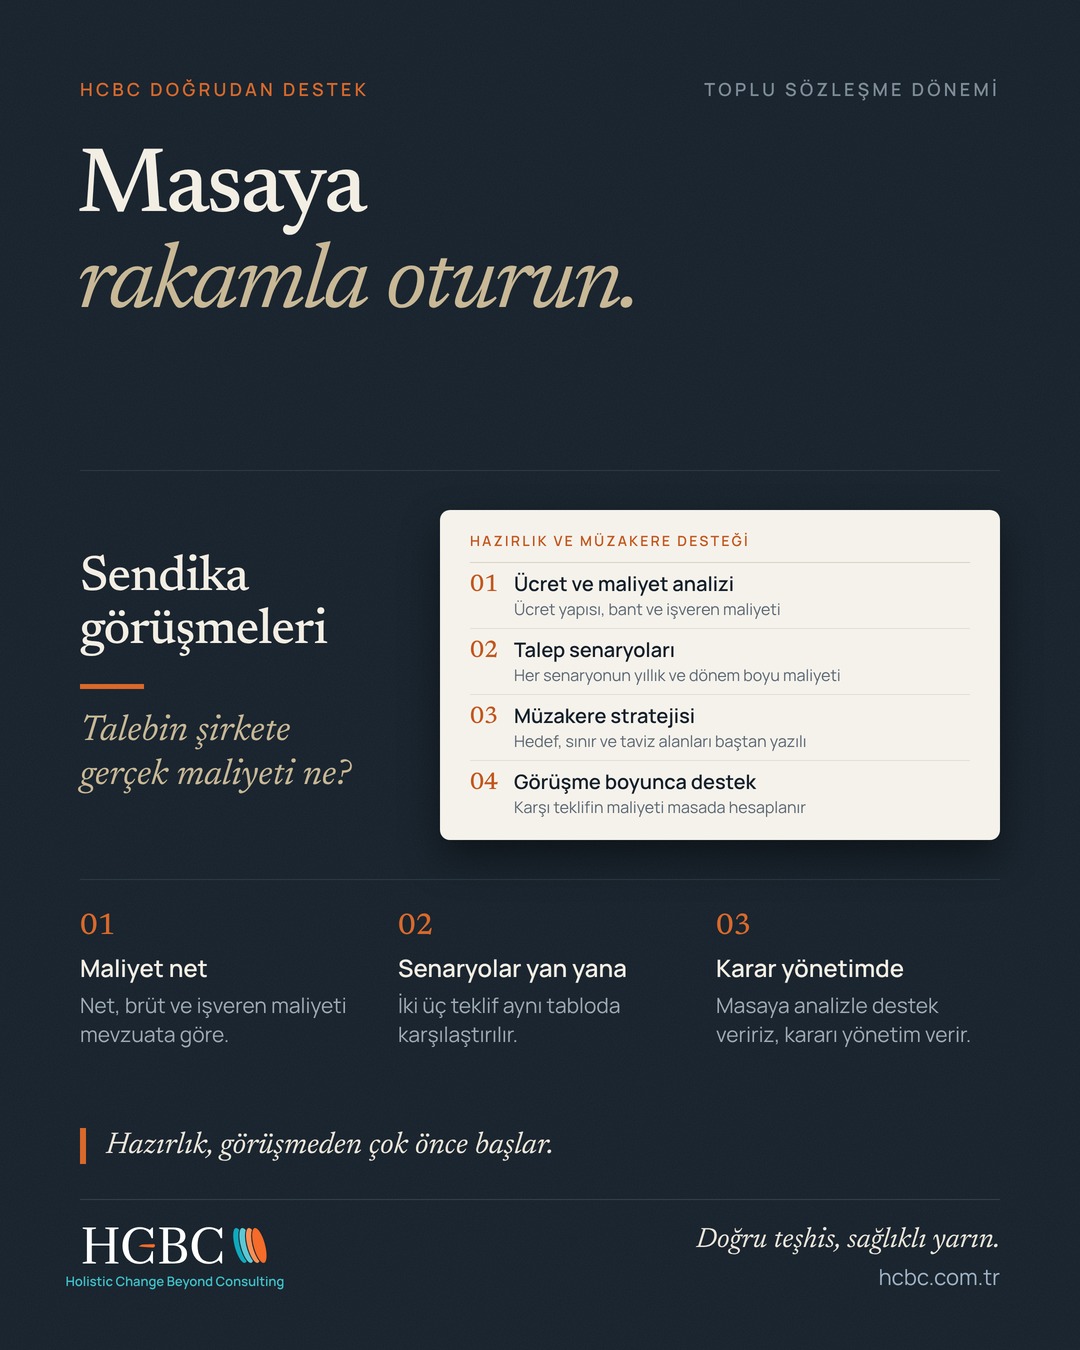 HCBC DOĞRUDAN DESTEK
TOPLU SÖZLEŞME DÖNEMİ
Masaya
rakamla oturun.
Sendika
görüşmeleri
Talebin şirkete
gerçek maliyeti ne?
HAZIRLIK VE MÜZAKERE DESTEĞİ
01 Ücret ve maliyet analizi
Ücret yapısı, bant ve işveren maliyeti
02 Talep senaryoları
Her senaryonun yıllık ve dönem boyu maliyeti
03 Müzakere stratejisi
Hedef, sınır ve taviz alanları baştan yazılı
04 Görüşme boyunca destek
Karşı teklifin maliyeti masada hesaplanır
01
Maliyet net
Net, brüt ve işveren maliyeti
mevzuata göre.
02
Senaryolar yan yana
İki üç teklif aynı tabloda
karşılaştırılır.
03
Karar yönetimde
Masaya analizle destek
veririz, kararı yönetim verir.
Hazırlık, görüşmeden çok önce başlar.
HCBC
Holistic Change Beyond Consulting
Doğru teşhis, sağlıklı yarın.
hcbc.com.tr